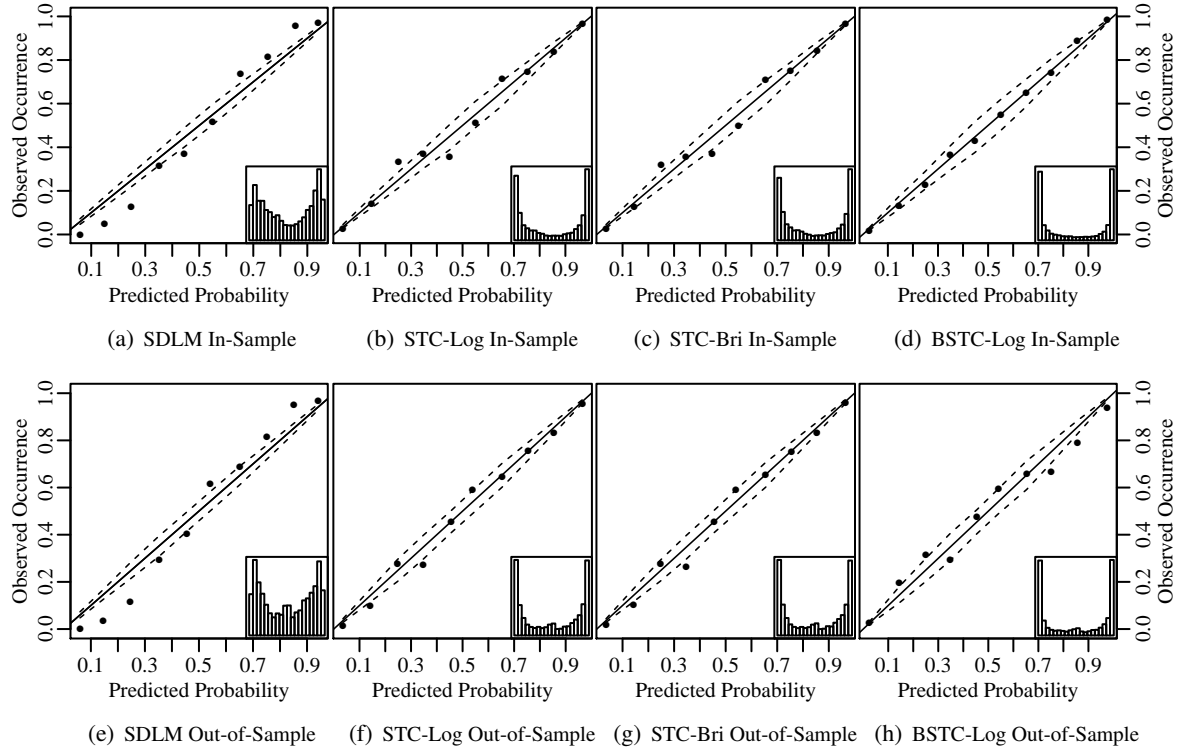 Observed Occurrence
0.0 0.2 0.4 0.6 0.8 1.0
0.1 0.3 0.5 0.7 0.9
Predicted Probability
(a) SDLM In-Sample
0.1 0.3 0.5 0.7 0.9
Predicted Probability
(b) STC-Log In-Sample
0.1 0.3 0.5 0.7 0.9
Predicted Probability
(c) STC-Bri In-Sample
0.1 0.3 0.5 0.7 0.9
Predicted Probability
(d) BSTC-Log In-Sample
0.0 0.2 0.4 0.6 0.8 1.0
Observed Occurrence
Observed Occurrence
0.0 0.2 0.4 0.6 0.8 1.0
0.1 0.3 0.5 0.7 0.9
Predicted Probability
(e) SDLM Out-of-Sample
0.1 0.3 0.5 0.7 0.9
Predicted Probability
(f) STC-Log Out-of-Sample
0.1 0.3 0.5 0.7 0.9
Predicted Probability
(g) STC-Bri Out-of-Sample
0.1 0.3 0.5 0.7 0.9
Predicted Probability
(h) BSTC-Log Out-of-Sample
0.0 0.2 0.4 0.6 0.8 1.0
Observed Occurrence